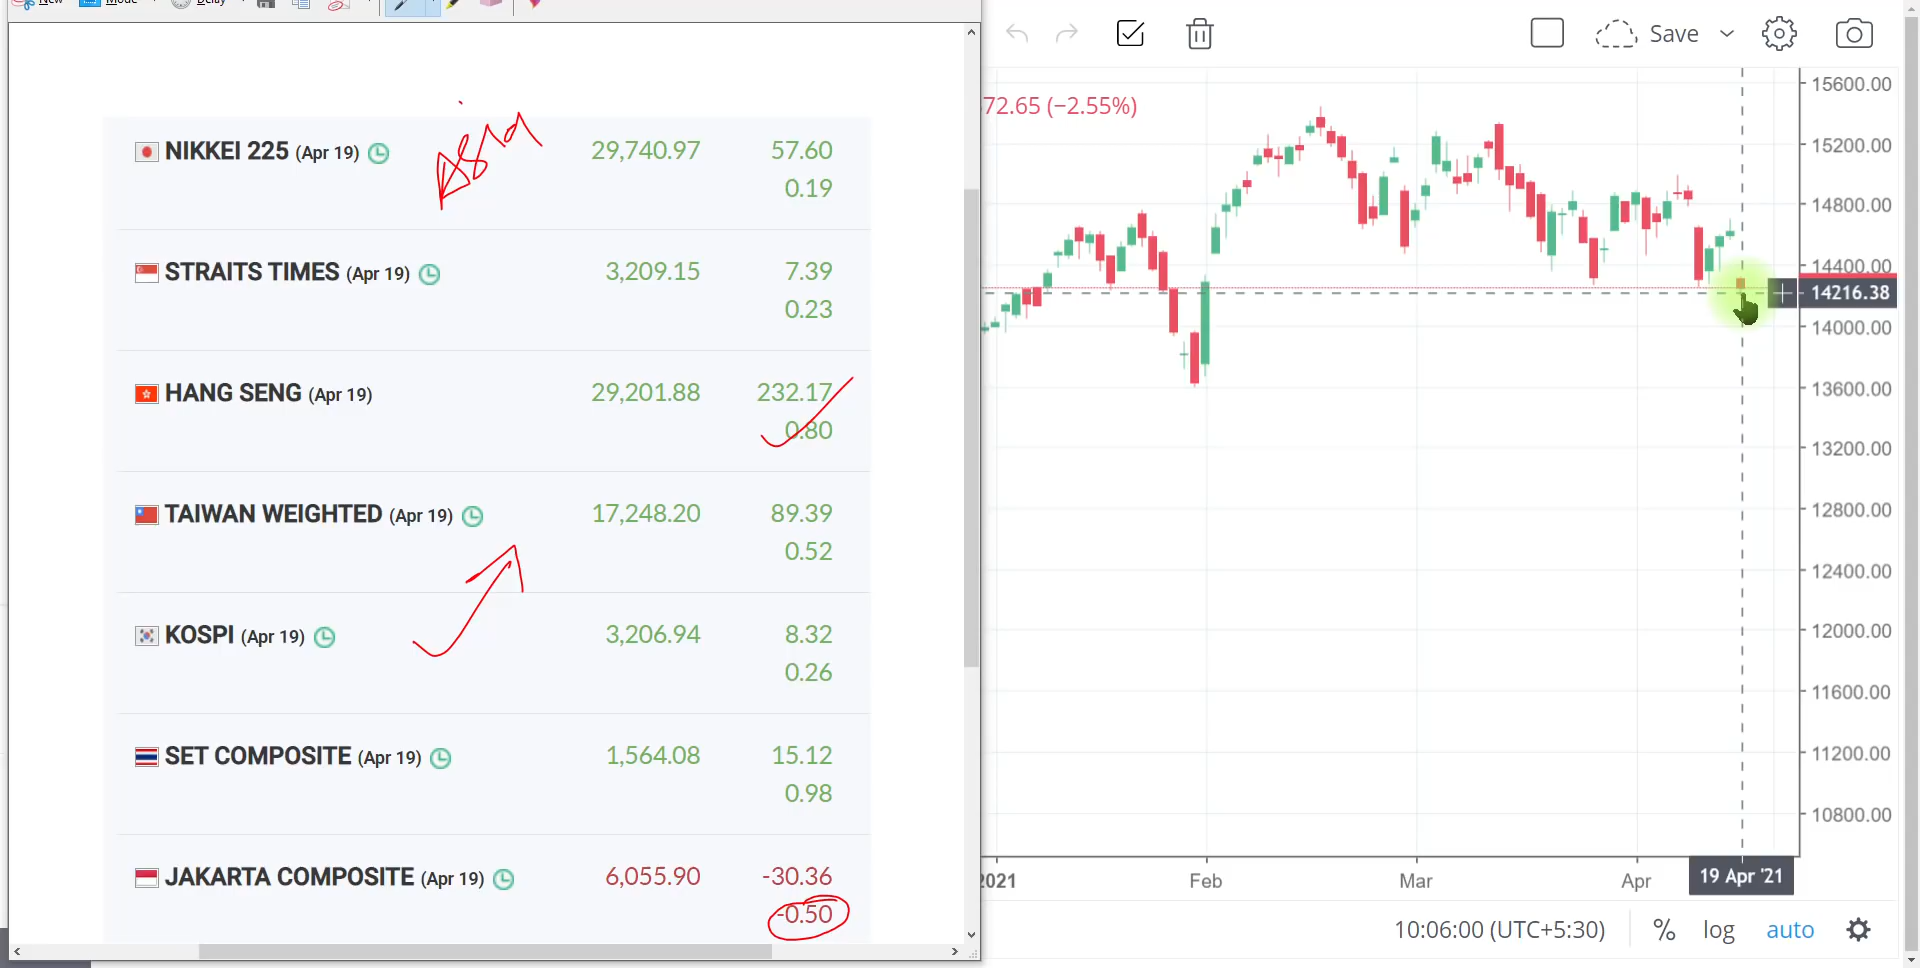 New Mode Delay
Save
72.65 (−2.55%)
Asia
NIKKEI 225 (Apr 19) 29,740.97 57.60
0.19
STRAITS TIMES (Apr 19) 3,209.15 7.39
0.23
HANG SENG (Apr 19) 29,201.88 232.17
0.80
TAIWAN WEIGHTED (Apr 19) 17,248.20 89.39
0.52
KOSPI (Apr 19) 3,206.94 8.32
0.26
SET COMPOSITE (Apr 19) 1,564.08 15.12
0.98
JAKARTA COMPOSITE (Apr 19) 6,055.90 -30.36
-0.50
15600.00
15200.00
14800.00
14400.00
14216.38
14000.00
13600.00
13200.00
12800.00
12400.00
12000.00
11600.00
11200.00
10800.00
2021 Feb Mar Apr 19 Apr '21
10:06:00 (UTC+5:30) % log auto